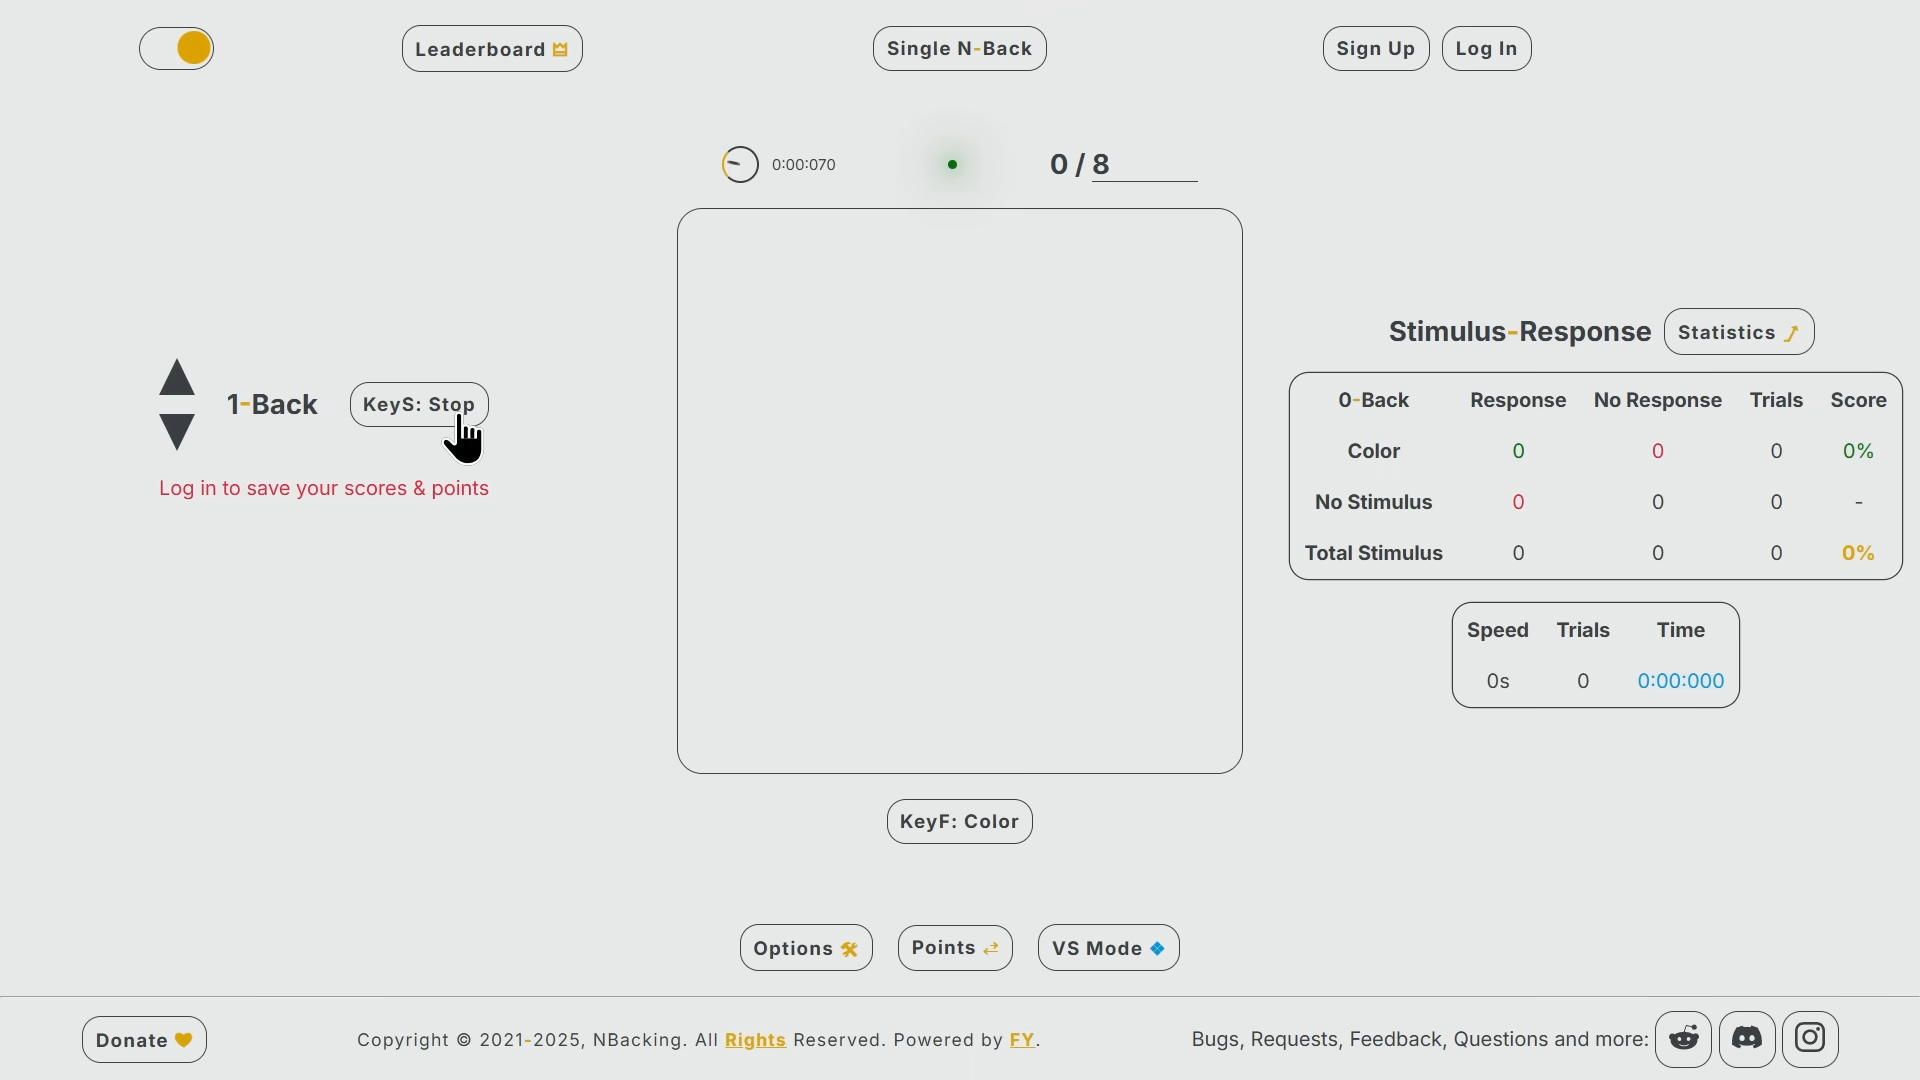 Leaderboard
Single N-Back
Sign Up
Log In
0:00:070
0 / 8
1-Back
KeyS: Stop
Log in to save your scores & points
Stimulus-Response
Statistics
0-Back Response No Response Trials Score
Color 0 0 0 0%
No Stimulus 0 0 0 -
Total Stimulus 0 0 0 0%
Speed Trials Time
0s 0 0:00:000
KeyF: Color
Options
Points
VS Mode
Donate
Copyright © 2021-2025, NBacking. All Rights Reserved. Powered by FY.
Bugs, Requests, Feedback, Questions and more: